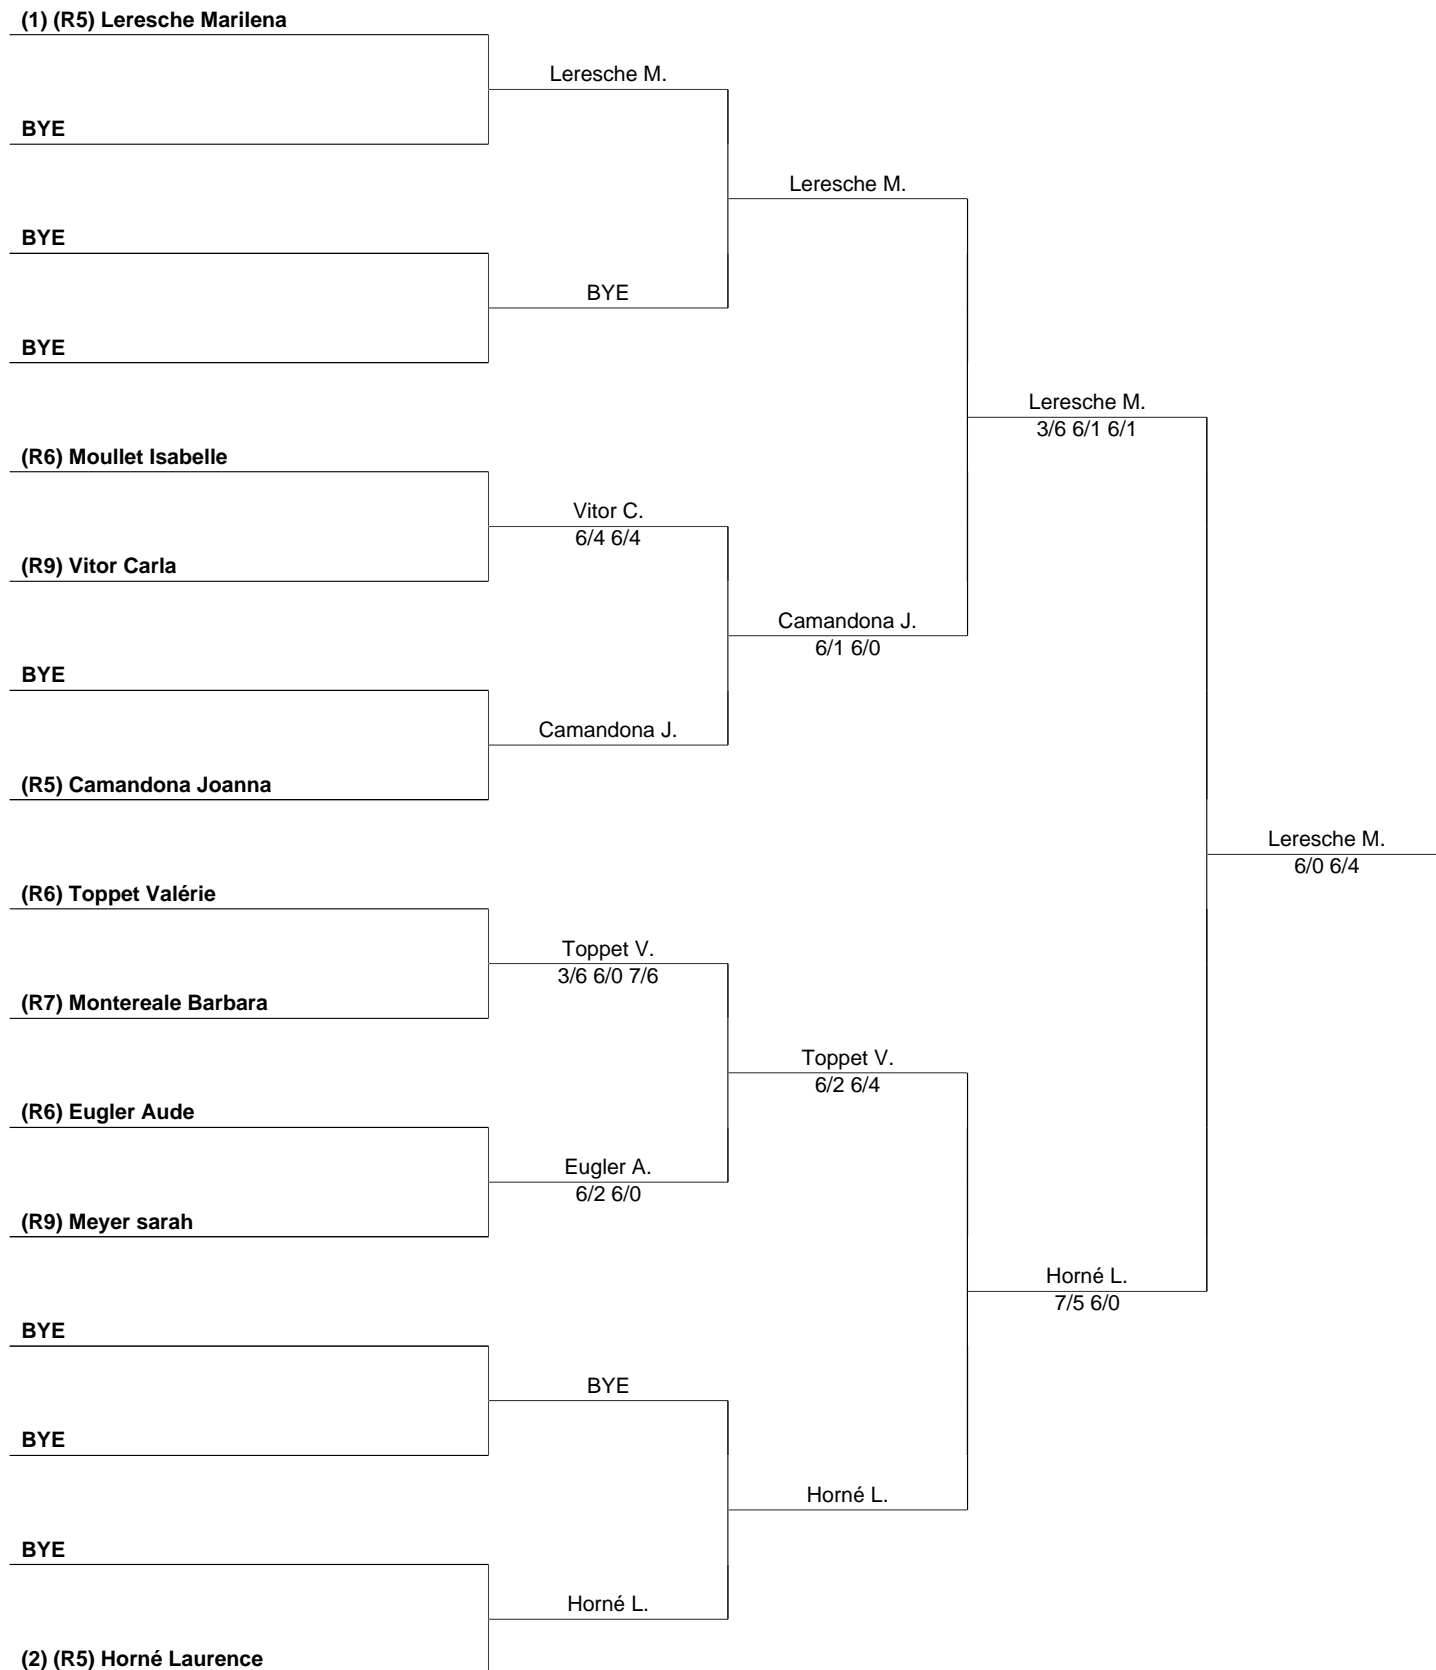 (1) (R5) Leresche Marilena
Leresche M.
BYE
Leresche M.
BYE
BYE
BYE
Leresche M.
3/6 6/1 6/1
(R6) Moullet Isabelle
Vitor C.
6/4 6/4
(R9) Vitor Carla
Camandona J.
6/1 6/0
BYE
Camandona J.
(R5) Camandona Joanna
Leresche M.
6/0 6/4
(R6) Toppet Valérie
Toppet V.
3/6 6/0 7/6
(R7) Montereale Barbara
Toppet V.
6/2 6/4
(R6) Eugler Aude
Eugler A.
6/2 6/0
(R9) Meyer sarah
Horné L.
7/5 6/0
BYE
BYE
BYE
Horné L.
BYE
Horné L.
(2) (R5) Horné Laurence